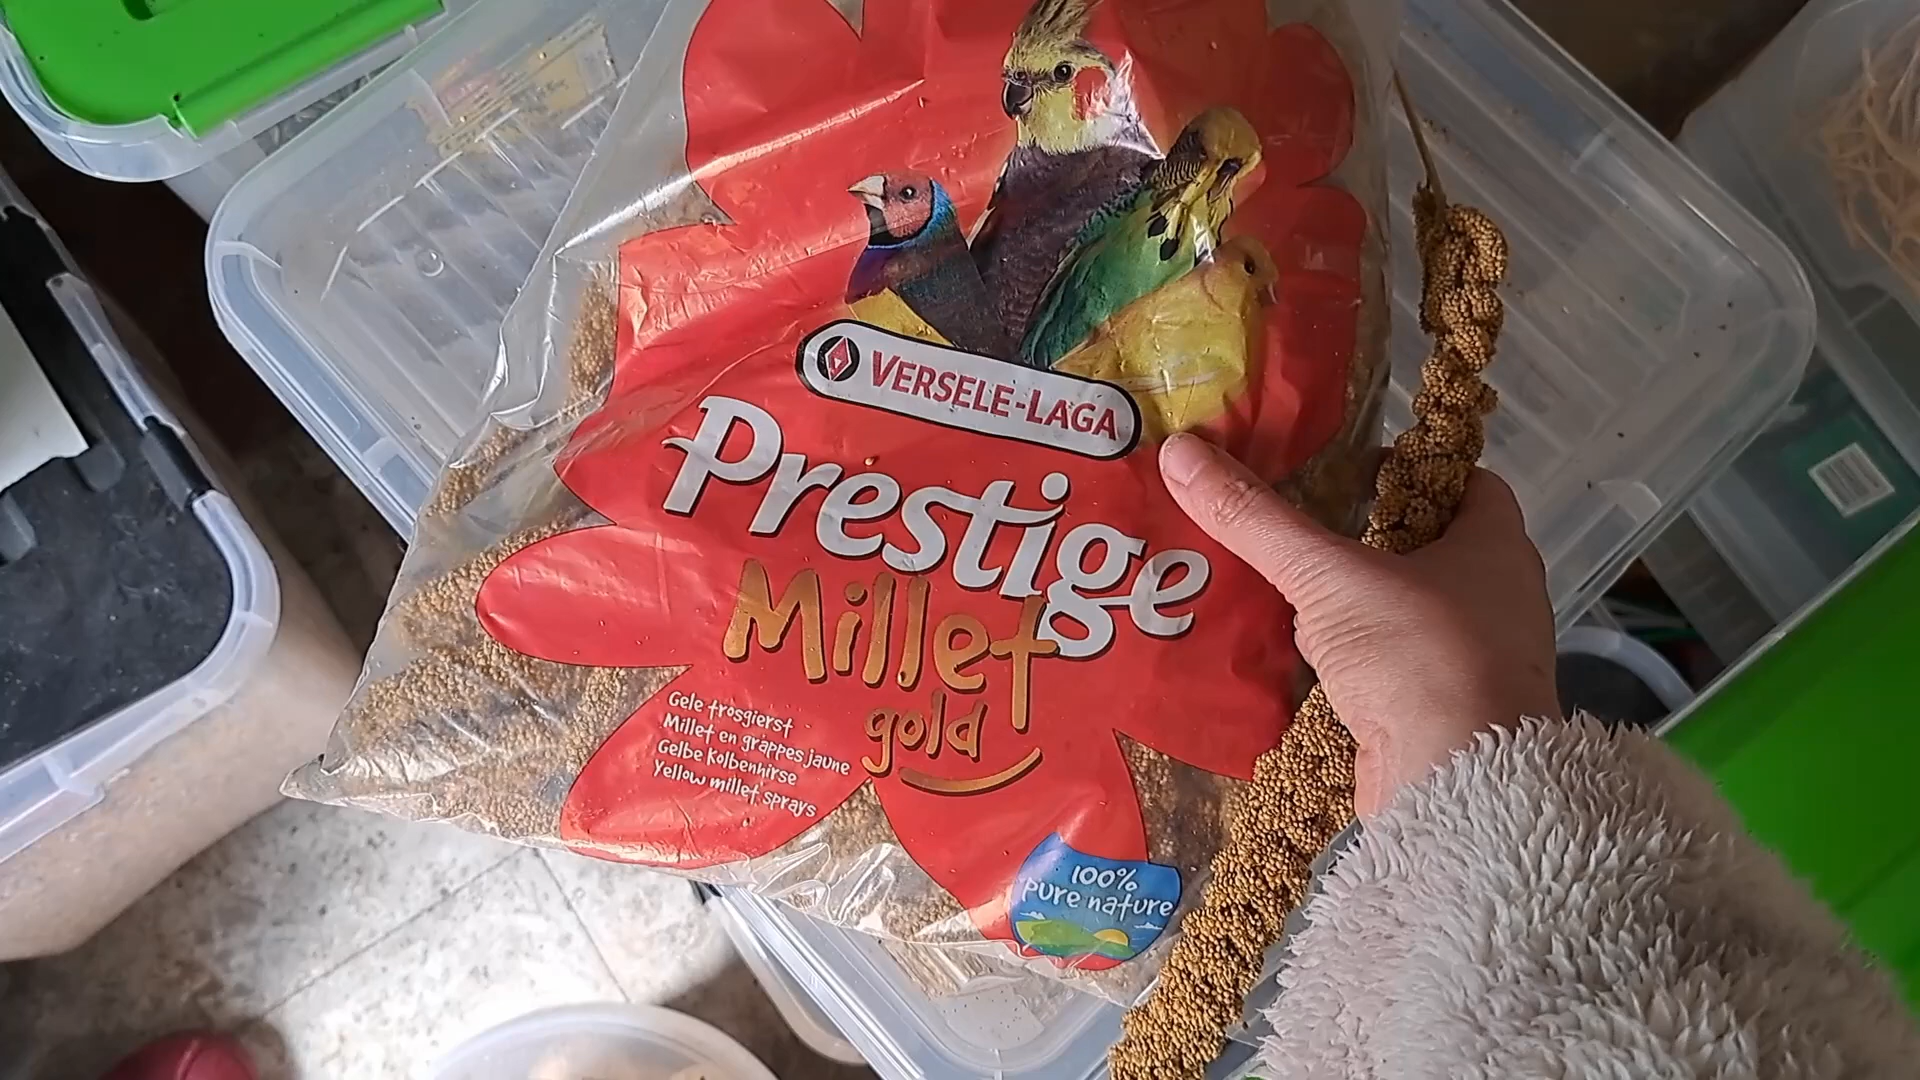 VERSELE-LAGA
Prestige
Millet
gold
Gele trosgierst
Millet en grappes jaune
Gelbe Kolbenhirse
Yellow millet sprays
100%
pure nature